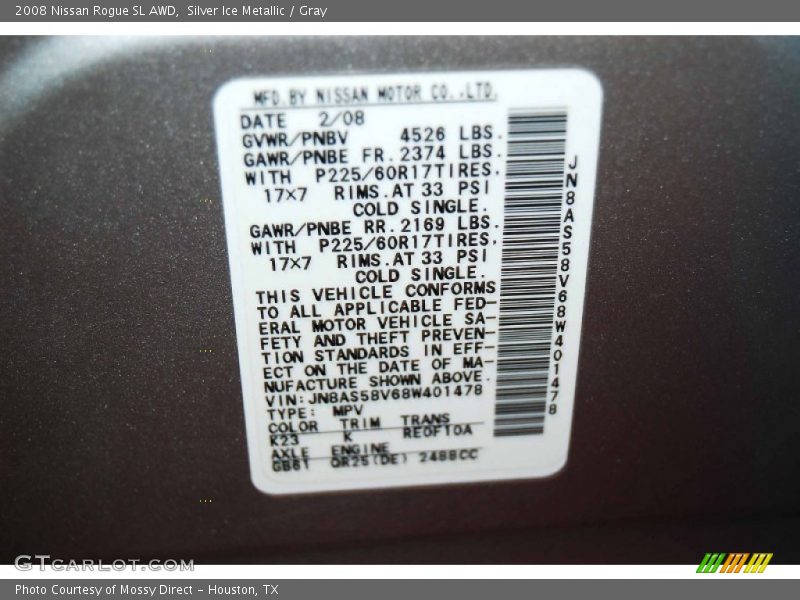 2008 Nissan Rogue SL AWD,  Silver Ice Metallic / Gray
MFD.BY NISSAN MOTOR CO.,LTD.
DATE 2/08
GVWR/PNBV 4526 LBS.
GAWR/PNBE FR.2374 LBS.
WITH P225/60R17TIRES.
17×7 RIMS.AT 33 PSI
COLD SINGLE.
GAWR/PNBE RR.2169 LBS.
WITH P225/60R17TIRES,
17×7 RIMS.AT 33 PSI
COLD SINGLE.
THIS VEHICLE CONFORMS
TO ALL APPLICABLE FED-
ERAL MOTOR VEHICLE SA-
FETY AND THEFT PREVEN-
TION STANDARDS IN EFF-
ECT ON THE DATE OF MA-
NUFACTURE SHOWN ABOVE.
VIN:JN8AS58V68W401478
TYPE: MPV
COLOR TRIM TRANS
K23 K RE0F10A
AXLE ENGINE
GB61 QR25(DE) 2488CC
JN8AS58V68W401478
GTcarlot.com
Photo Courtesy of Mossy Direct - Houston, TX